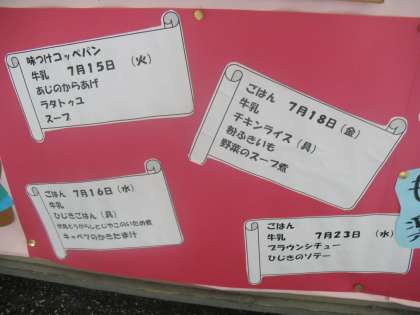 味つけコッペパン
牛乳 7月15日 (火)
あじのからあげ
ラタトゥユ
スープ
ごはん
牛乳 7月18日(金)
チキンライス(具)
粉ふきいも
野菜のスープ煮
ごはん 7月16日(水)
牛乳
ひじきごはん(具)
キャベツのかきたま汁
ごはん
牛乳 7月23日 (水)
ブラウンシチュー
ひじきのソテー